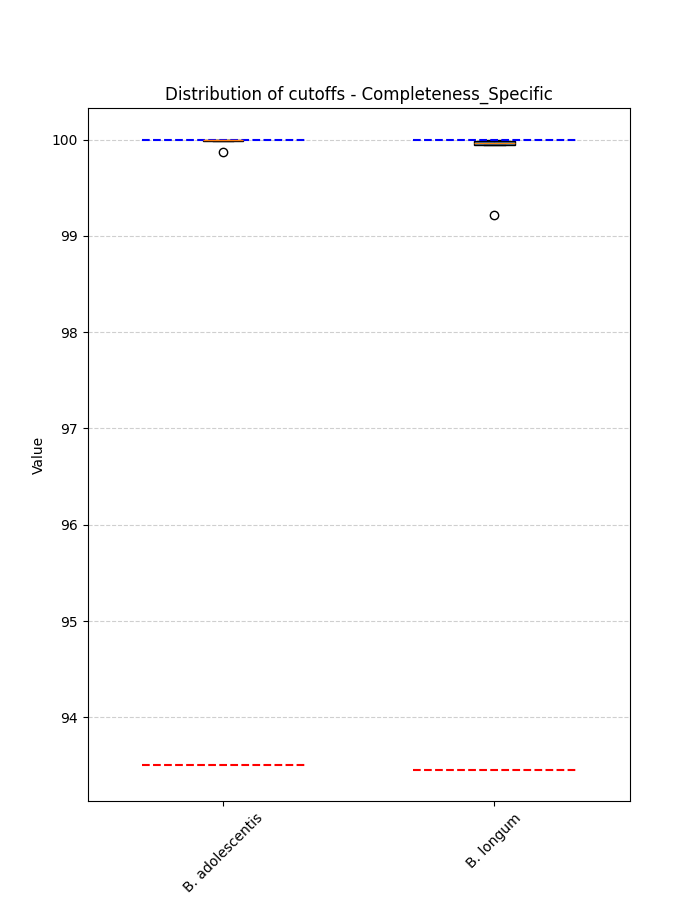 Distribution of cutoffs - Completeness_Specific
100
99
98
97
96
95
94
Value
B. adolescentis
B. longum